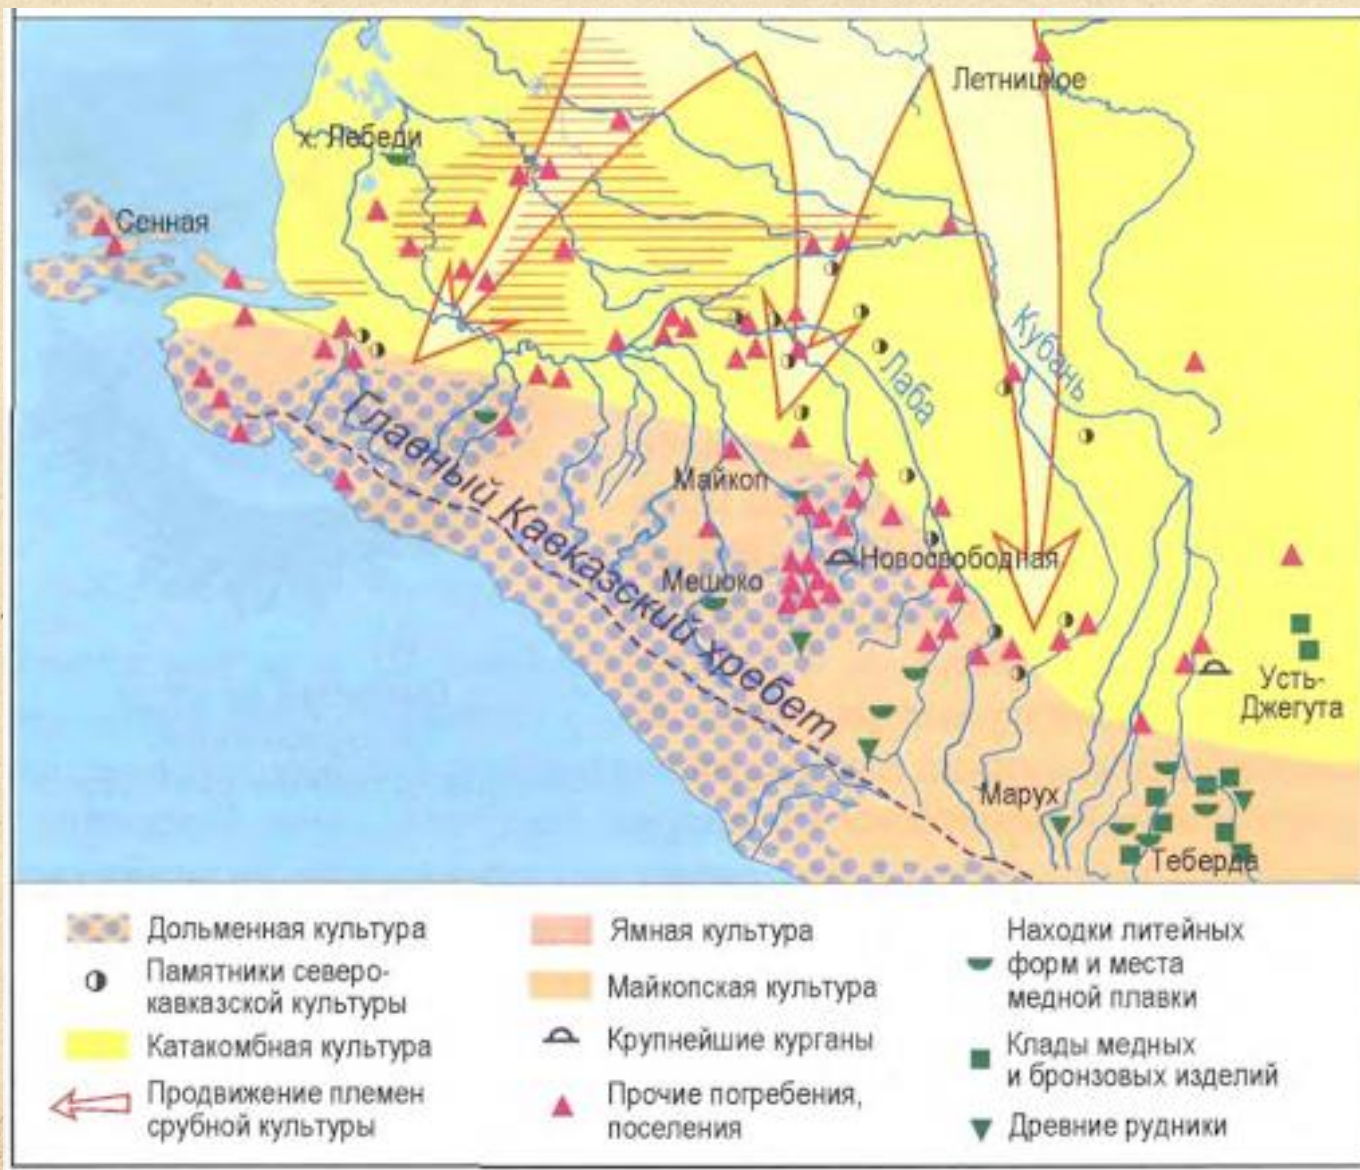 Летницкое
х. Лебеди
Сенная
Кубань
Лаба
Главный Кавказский хребет
Майкоп
Новосвободная
Мешоко
Усть-
Джегута
Марух
Теберда
Дольменная культура
Памятники северо-
кавказской культуры
Катакомбная культура
Продвижение племен
срубной культуры
Ямная культура
Майкопская культура
Крупнейшие курганы
Прочие погребения,
поселения
Находки литейных
форм и места
медной плавки
Клады медных
и бронзовых изделий
Древние рудники